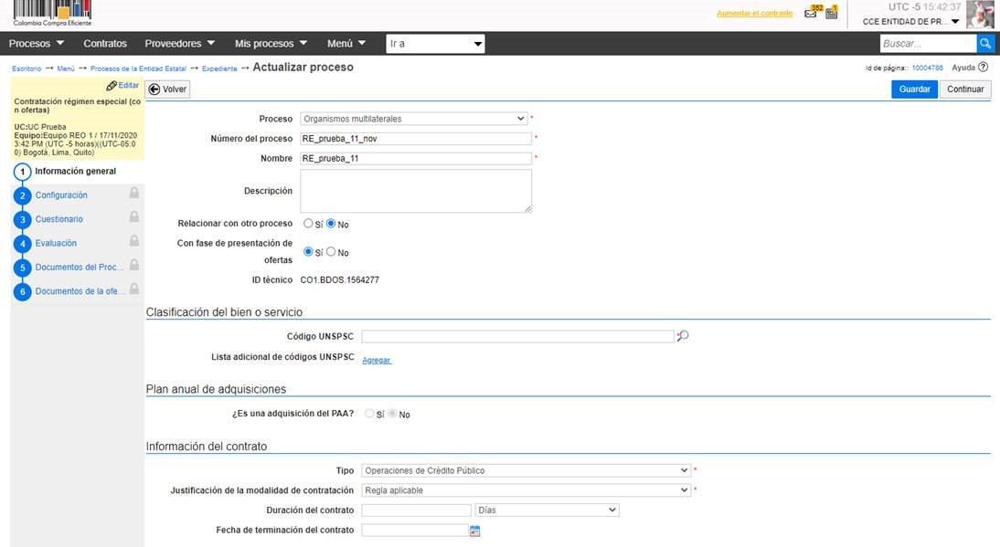 Colombia Compra Eficiente
Aumentar el contraste
352
1
UTC -5 15:42:37
CCE ENTIDAD DE PR...
Procesos Contratos Proveedores Mis procesos Menú Ir a Buscar...
Escritorio → Menú → Procesos de la Entidad Estatal → Expediente → Actualizar proceso
Id de página:: 10004786 Ayuda ?
Editar
Volver
Guardar Continuar
Contratación régimen especial (co
n ofertas)
UC:UC Prueba
Equipo:Equipo REO 1 / 17/11/2020
3:42 PM (UTC -5 horas)((UTC-05:0
0) Bogotá, Lima, Quito)
1 Información general
2 Configuración
3 Cuestionario
4 Evaluación
5 Documentos del Proc...
6 Documentos de la ofe...
Proceso Organismos multilaterales *
Número del proceso RE_prueba_11_nov *
Nombre RE_prueba_11 *
Descripción
Relacionar con otro proceso Sí No
Con fase de presentación de
ofertas Sí No
ID técnico CO1.BDOS.1564277
Clasificación del bien o servicio
Código UNSPSC *
Lista adicional de códigos UNSPSC Agregar
Plan anual de adquisiciones
¿Es una adquisición del PAA? Sí No
Información del contrato
Tipo Operaciones de Crédito Público *
Justificación de la modalidad de contratación Regla aplicable *
Duración del contrato Días
Fecha de terminación del contrato